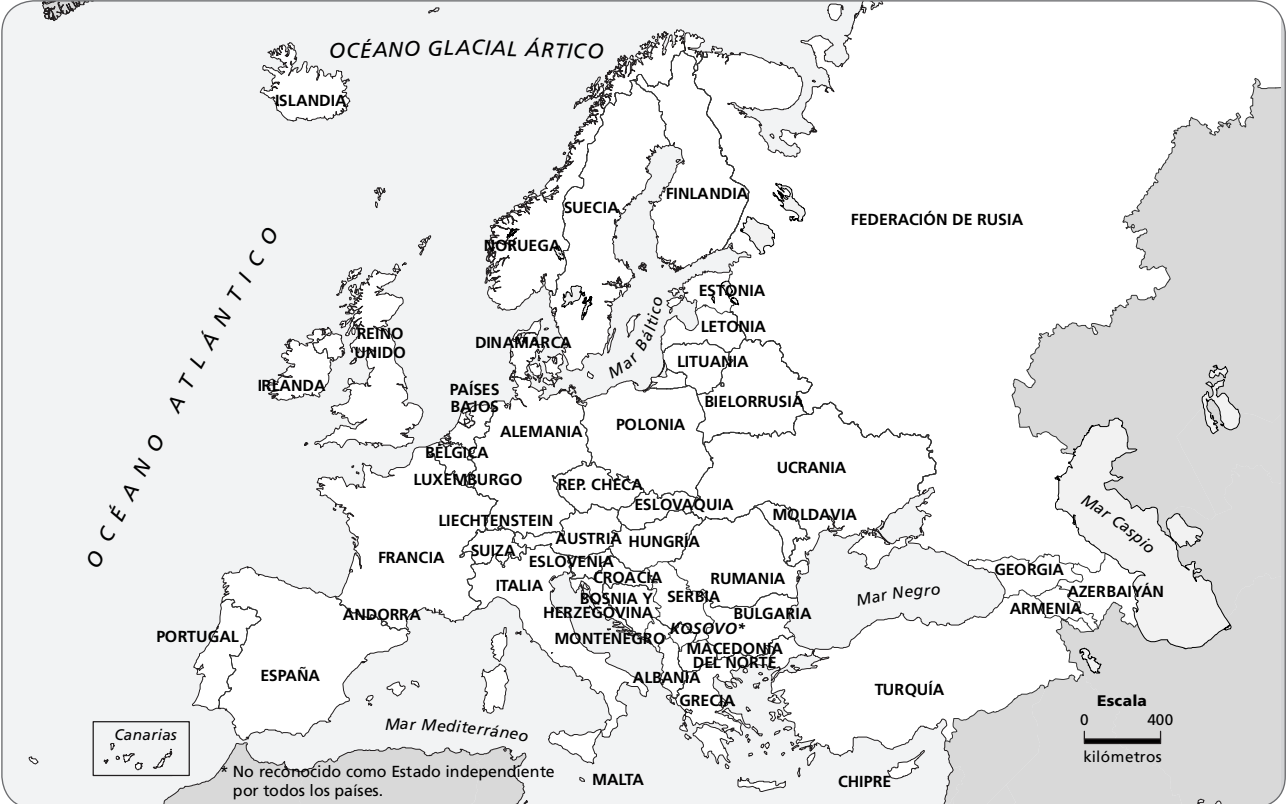 OCÉANO GLACIAL ÁRTICO
ISLANDIA
FINLANDIA
SUECIA
FEDERACIÓN DE RUSIA
NORUEGA
OCÉANO ATLÁNTICO
ESTONIA
Mar Báltico
LETONIA
REINO
UNIDO
DINAMARCA
LITUANIA
IRLANDA
PAÍSES
BAJOS
BIELORRUSIA
POLONIA
ALEMANIA
BÉLGICA
UCRANIA
LUXEMBURGO
REP. CHECA
ESLOVAQUIA
MOLDAVIA
LIECHTENSTEIN
Mar Caspio
AUSTRIA
HUNGRÍA
SUIZA
FRANCIA
ESLOVENIA
GEORGIA
CROACIA
RUMANIA
ITALIA
AZERBAIYÁN
SERBIA
Mar Negro
BOSNIA Y
HERZEGOVINA
ARMENIA
ANDORRA
BULGARIA
KOSOVO*
PORTUGAL
MONTENEGRO
MACEDONIA
DEL NORTE
ESPAÑA
ALBANIA
TURQUÍA
GRECIA
Escala
0 400
kilómetros
Mar Mediterráneo
Canarias
* No reconocido como Estado independiente
por todos los países.
MALTA
CHIPRE